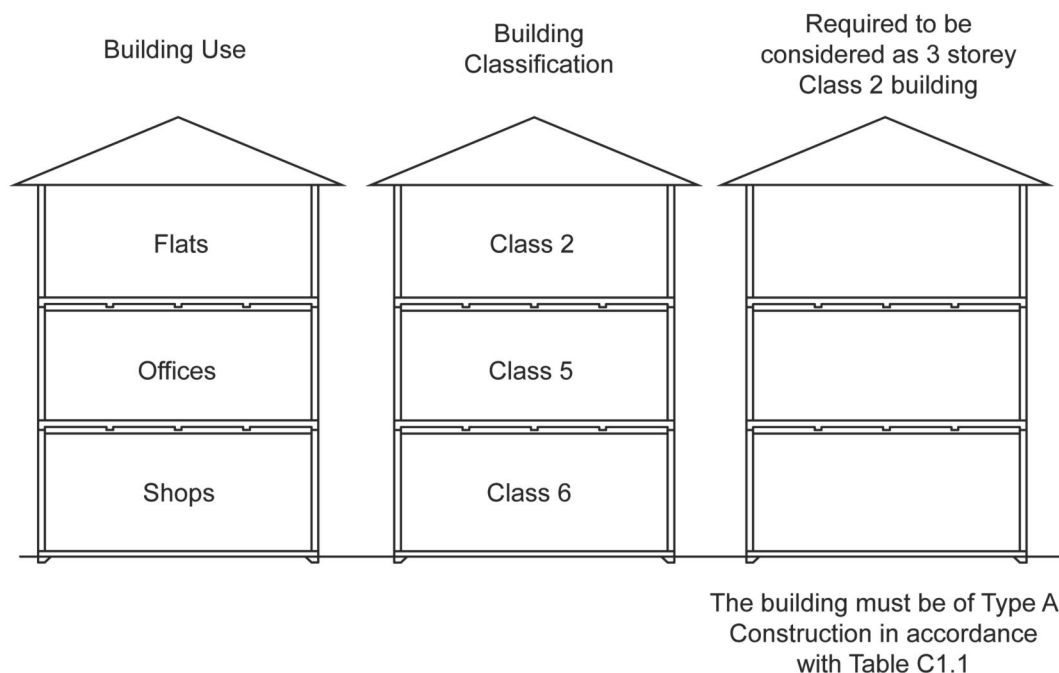 Building Use
Building
Classification
Required to be
considered as 3 storey
Class 2 building
Flats
Class 2
Offices
Class 5
Shops
Class 6
The building must be of Type A
Construction in accordance
with Table C1.1